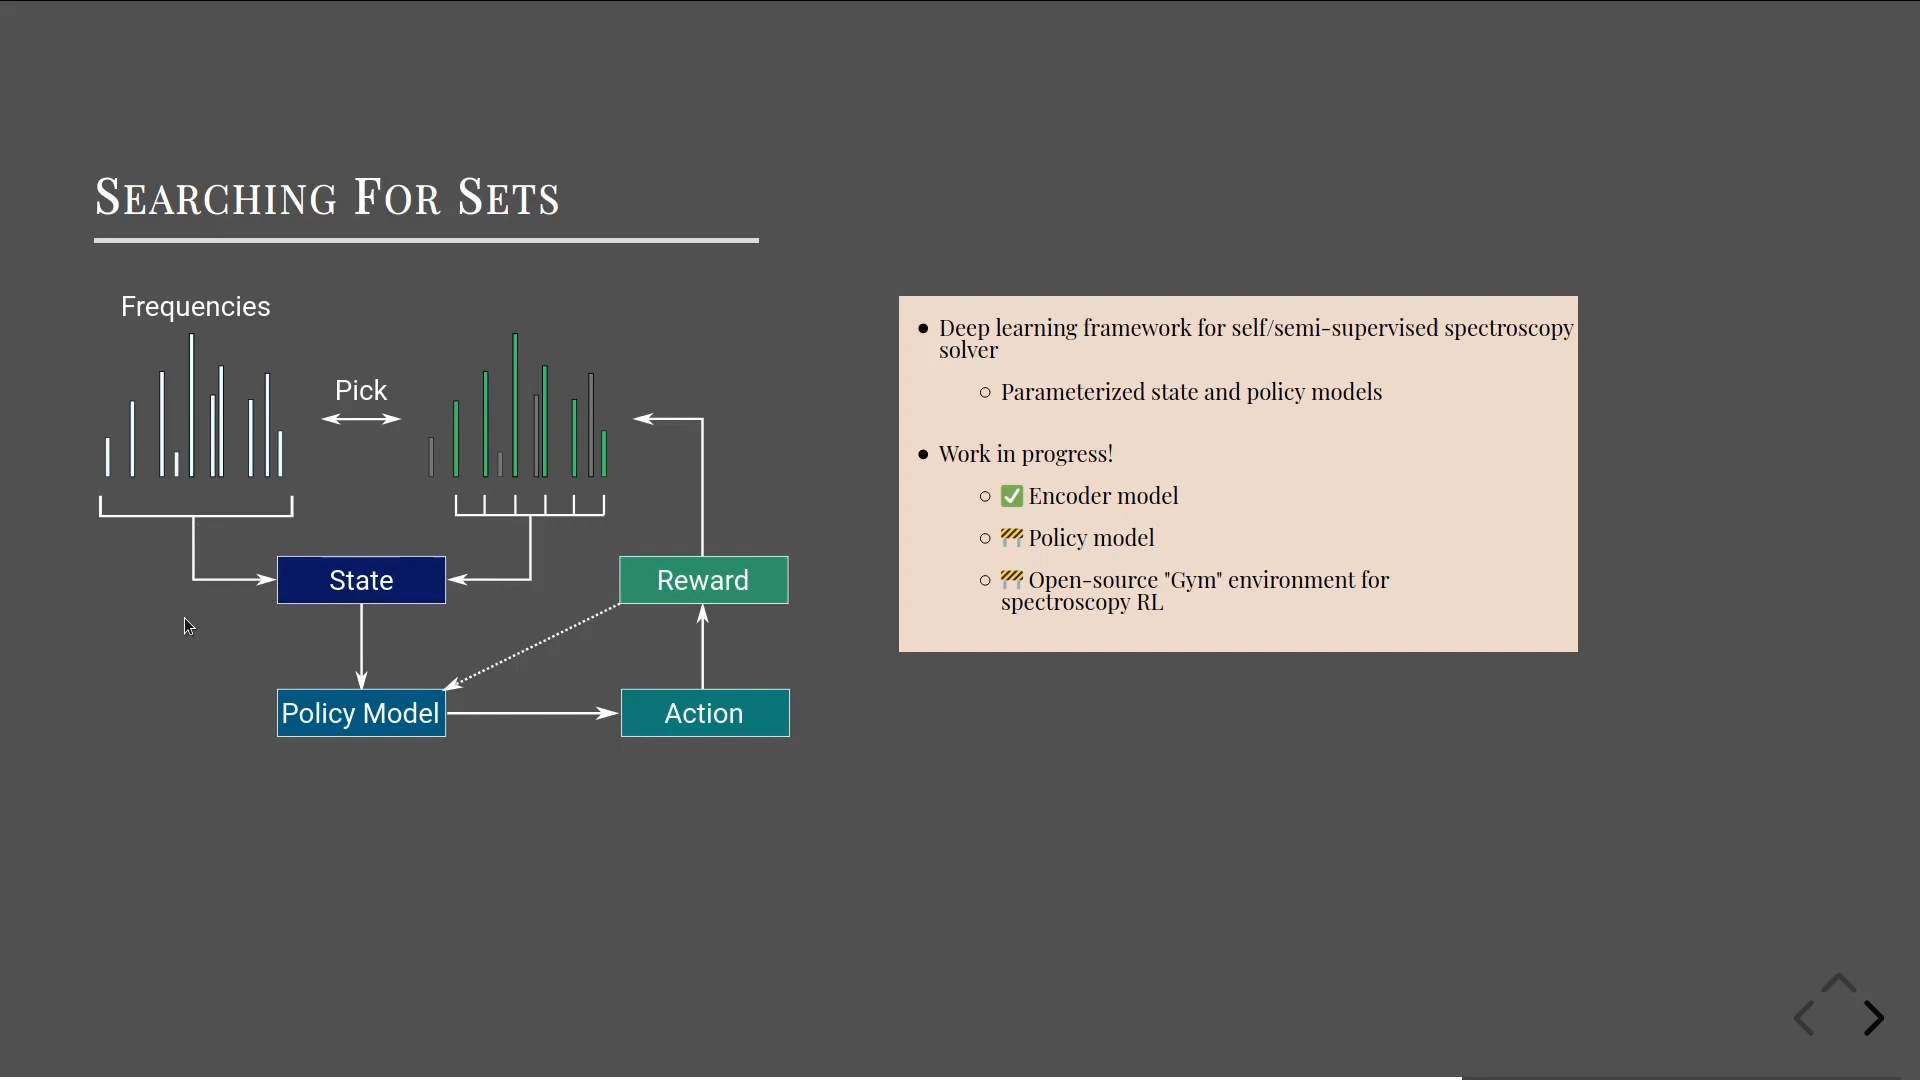 Searching For Sets
Frequencies
Pick
State
Reward
Policy Model
Action
Deep learning framework for self/semi-supervised spectroscopy
solver
Parameterized state and policy models
Work in progress!
✅ Encoder model
🚧 Policy model
🚧 Open-source "Gym" environment for
spectroscopy RL